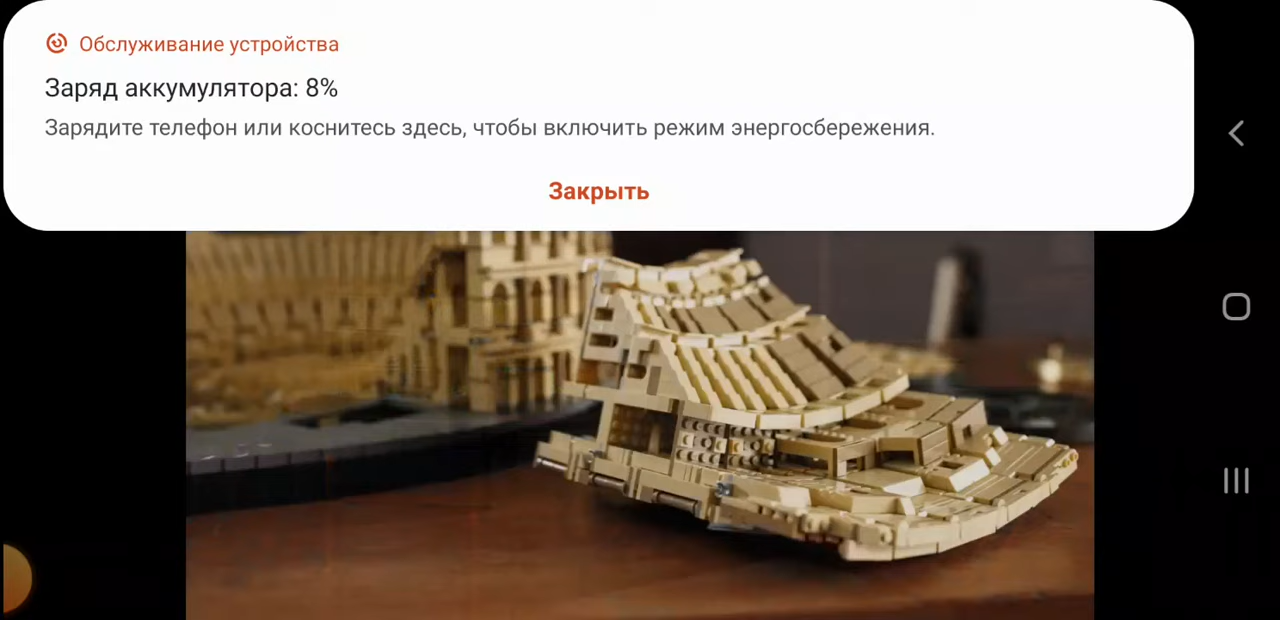 Обслуживание устройства
Заряд аккумулятора: 8%
Зарядите телефон или коснитесь здесь, чтобы включить режим энергосбережения.
Закрыть